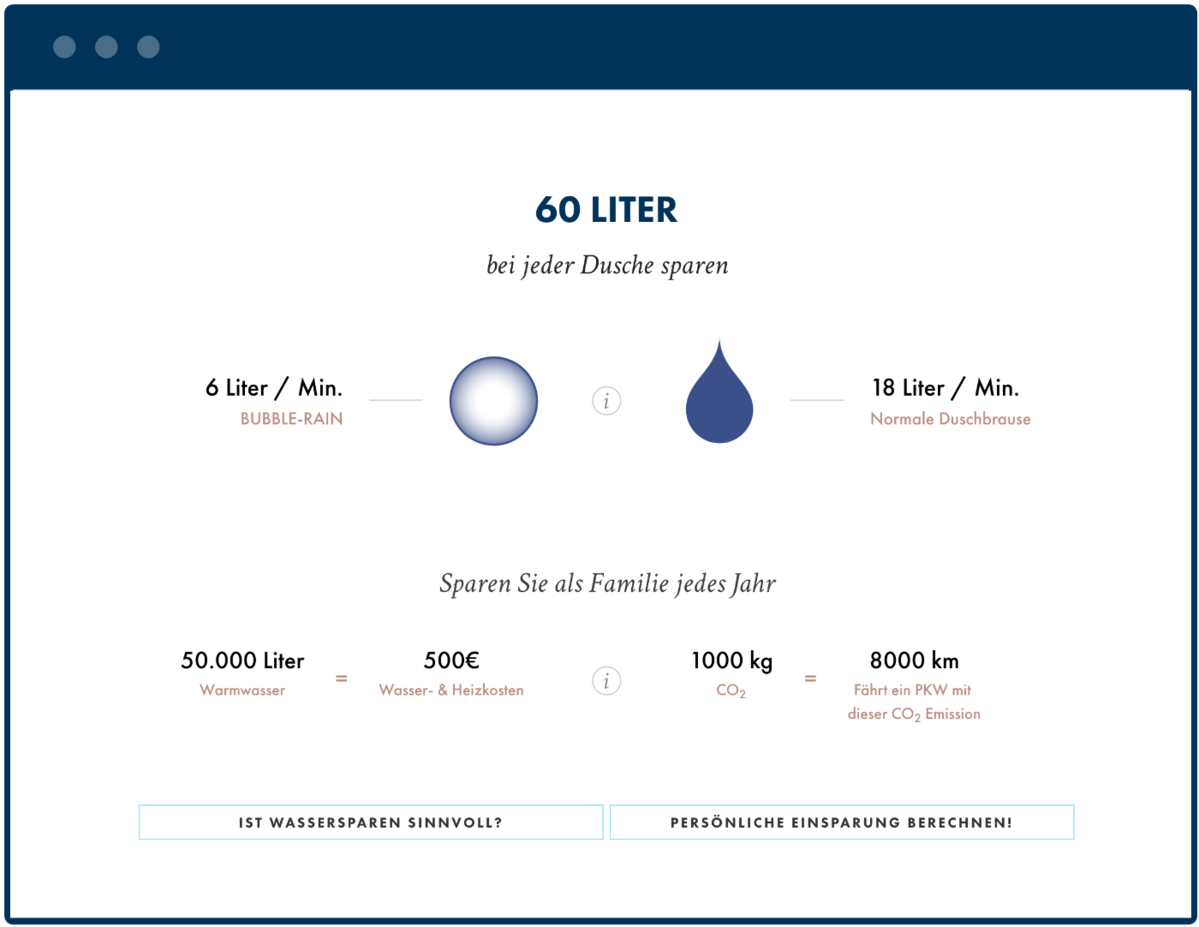 60 LITER
bei jeder Dusche sparen
6 Liter / Min.
BUBBLE-RAIN
i
18 Liter / Min.
Normale Duschbrause
Sparen Sie als Familie jedes Jahr
50.000 Liter
Warmwasser
=
500€
Wasser- & Heizkosten
i
1000 kg
CO₂
=
8000 km
Fährt ein PKW mit
dieser CO₂ Emission
IST WASSERSPAREN SINNVOLL?
PERSÖNLICHE EINSPARUNG BERECHNEN!